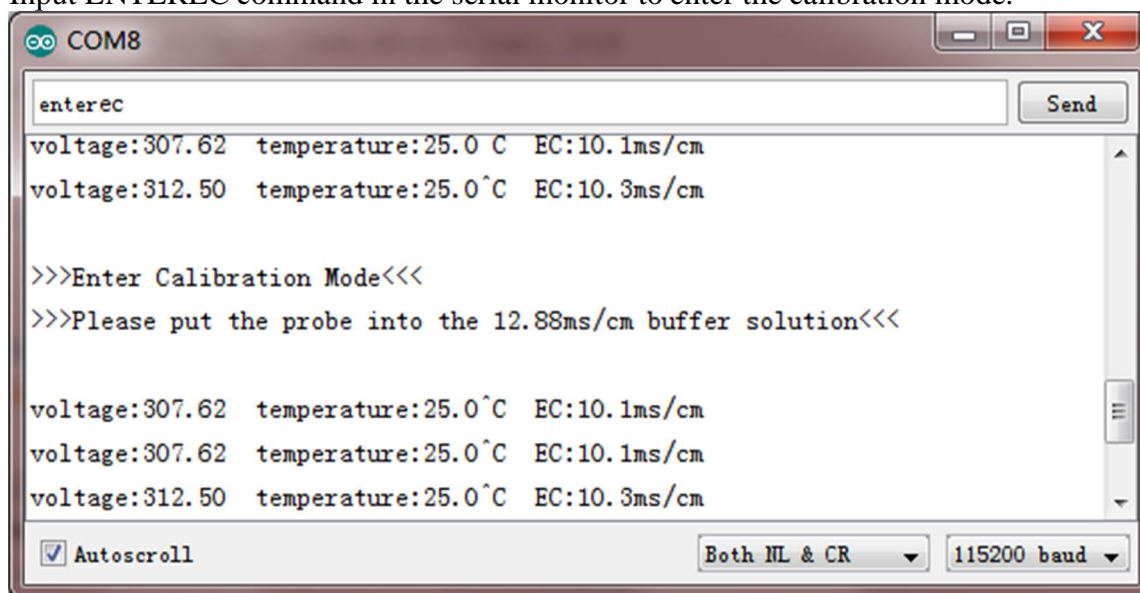 Input ENTEREC command in the serial monitor to enter the calibration mode.
COM8
enterec
Send
voltage:307.62 temperature:25.0 C EC:10.1ms/cm
voltage:312.50 temperature:25.0^C EC:10.3ms/cm
>>>Enter Calibration Mode<<<
>>>Please put the probe into the 12.88ms/cm buffer solution<<<
voltage:307.62 temperature:25.0^C EC:10.1ms/cm
voltage:307.62 temperature:25.0^C EC:10.1ms/cm
voltage:312.50 temperature:25.0^C EC:10.3ms/cm
Autoscroll
Both NL & CR
115200 baud